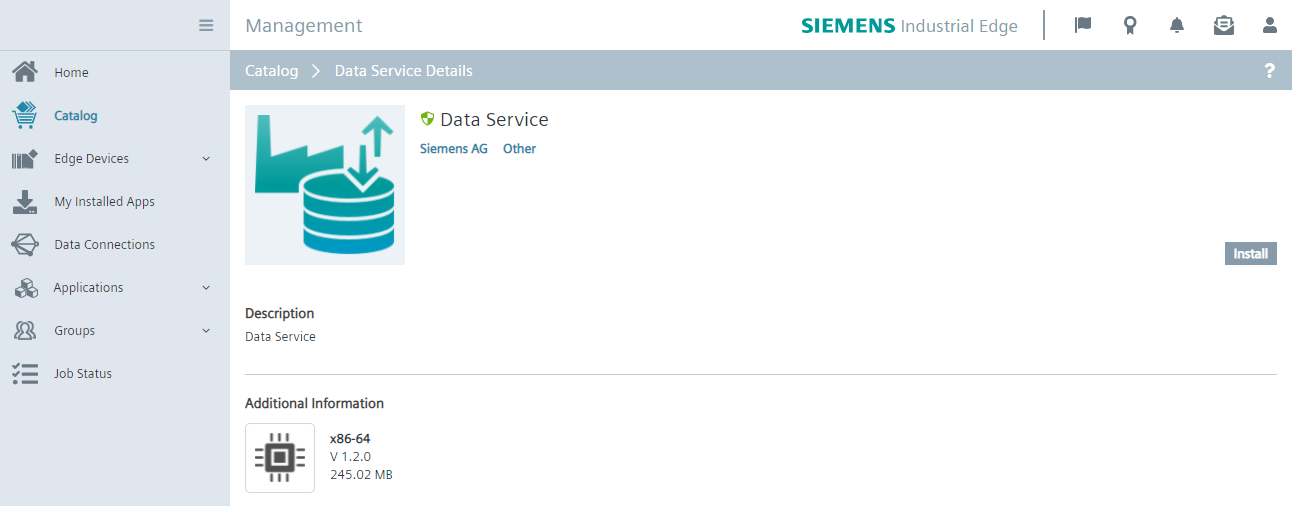 Management
SIEMENS Industrial Edge
Home
Catalog
Edge Devices
My Installed Apps
Data Connections
Applications
Groups
Job Status
Catalog > Data Service Details
?
Data Service
Siemens AG Other
Install
Description
Data Service
Additional Information
x86-64
V 1.2.0
245.02 MB